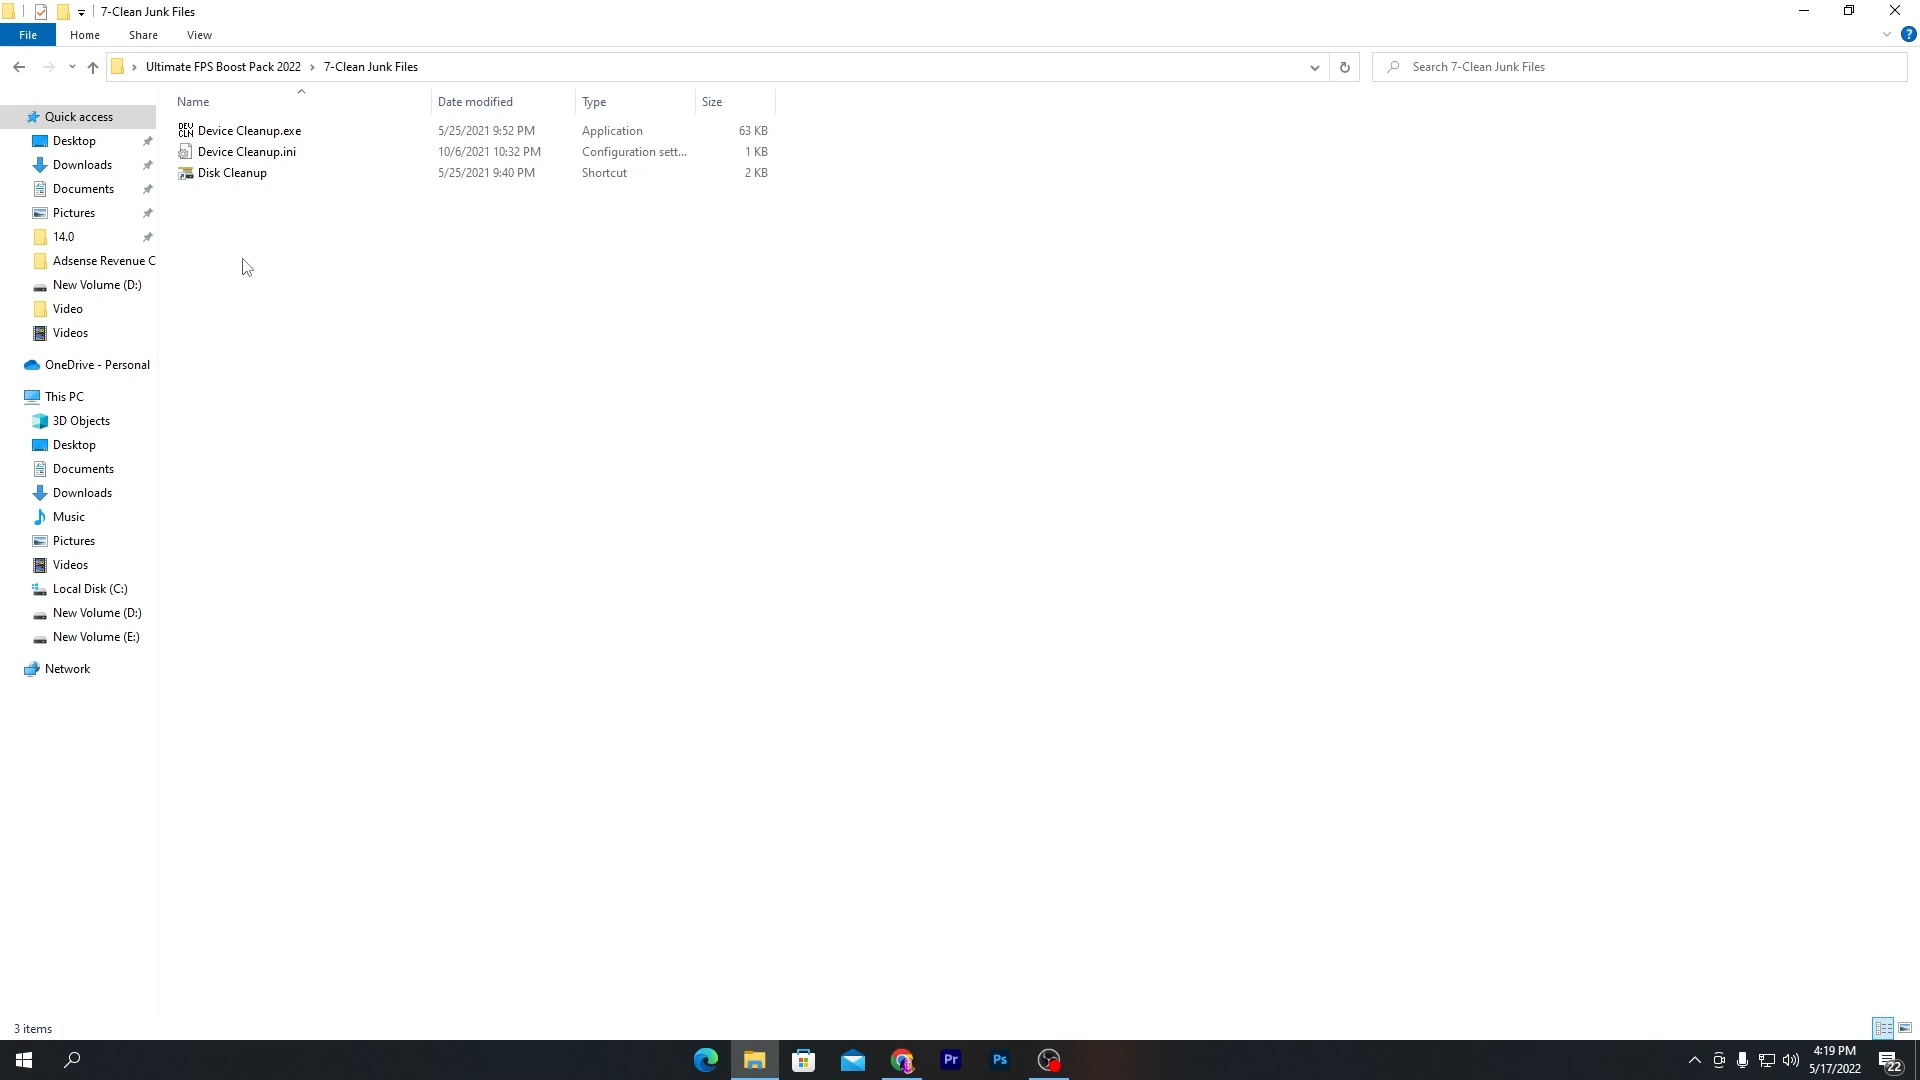 7-Clean Junk Files
File Home Share View
?
Ultimate FPS Boost Pack 2022 7-Clean Junk Files
Search 7-Clean Junk Files
Name Date modified Type Size
DEV CLN Device Cleanup.exe 5/25/2021 9:52 PM Application 63 KB
Device Cleanup.ini 10/6/2021 10:32 PM Configuration sett... 1 KB
Disk Cleanup 5/25/2021 9:40 PM Shortcut 2 KB
Quick access
Desktop
Downloads
Documents
Pictures
14.0
Adsense Revenue C
New Volume (D:)
Video
Videos
OneDrive - Personal
This PC
3D Objects
Desktop
Documents
Downloads
Music
Pictures
Videos
Local Disk (C:)
New Volume (D:)
New Volume (E:)
Network
3 items
Pr Ps
4:19 PM
5/17/2022
22